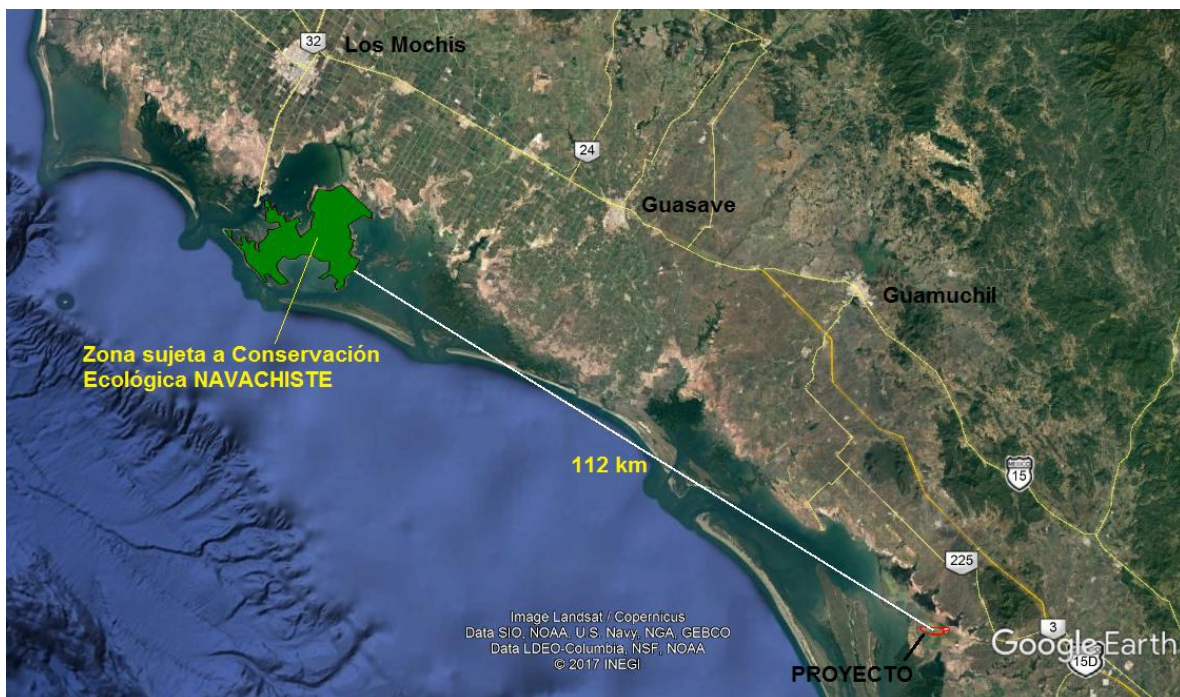 32
Los Mochis
24
Guasave
Guamuchil
Zona sujeta a Conservación
Ecológica NAVACHISTE
112 km
MEXICO
15
225
Image Landsat / Copernicus
Data SIO, NOAA, U.S. Navy, NGA, GEBCO
Data LDEO-Columbia, NSF, NOAA
© 2017 INEGI
3
Google Earth
15D
PROYECTO